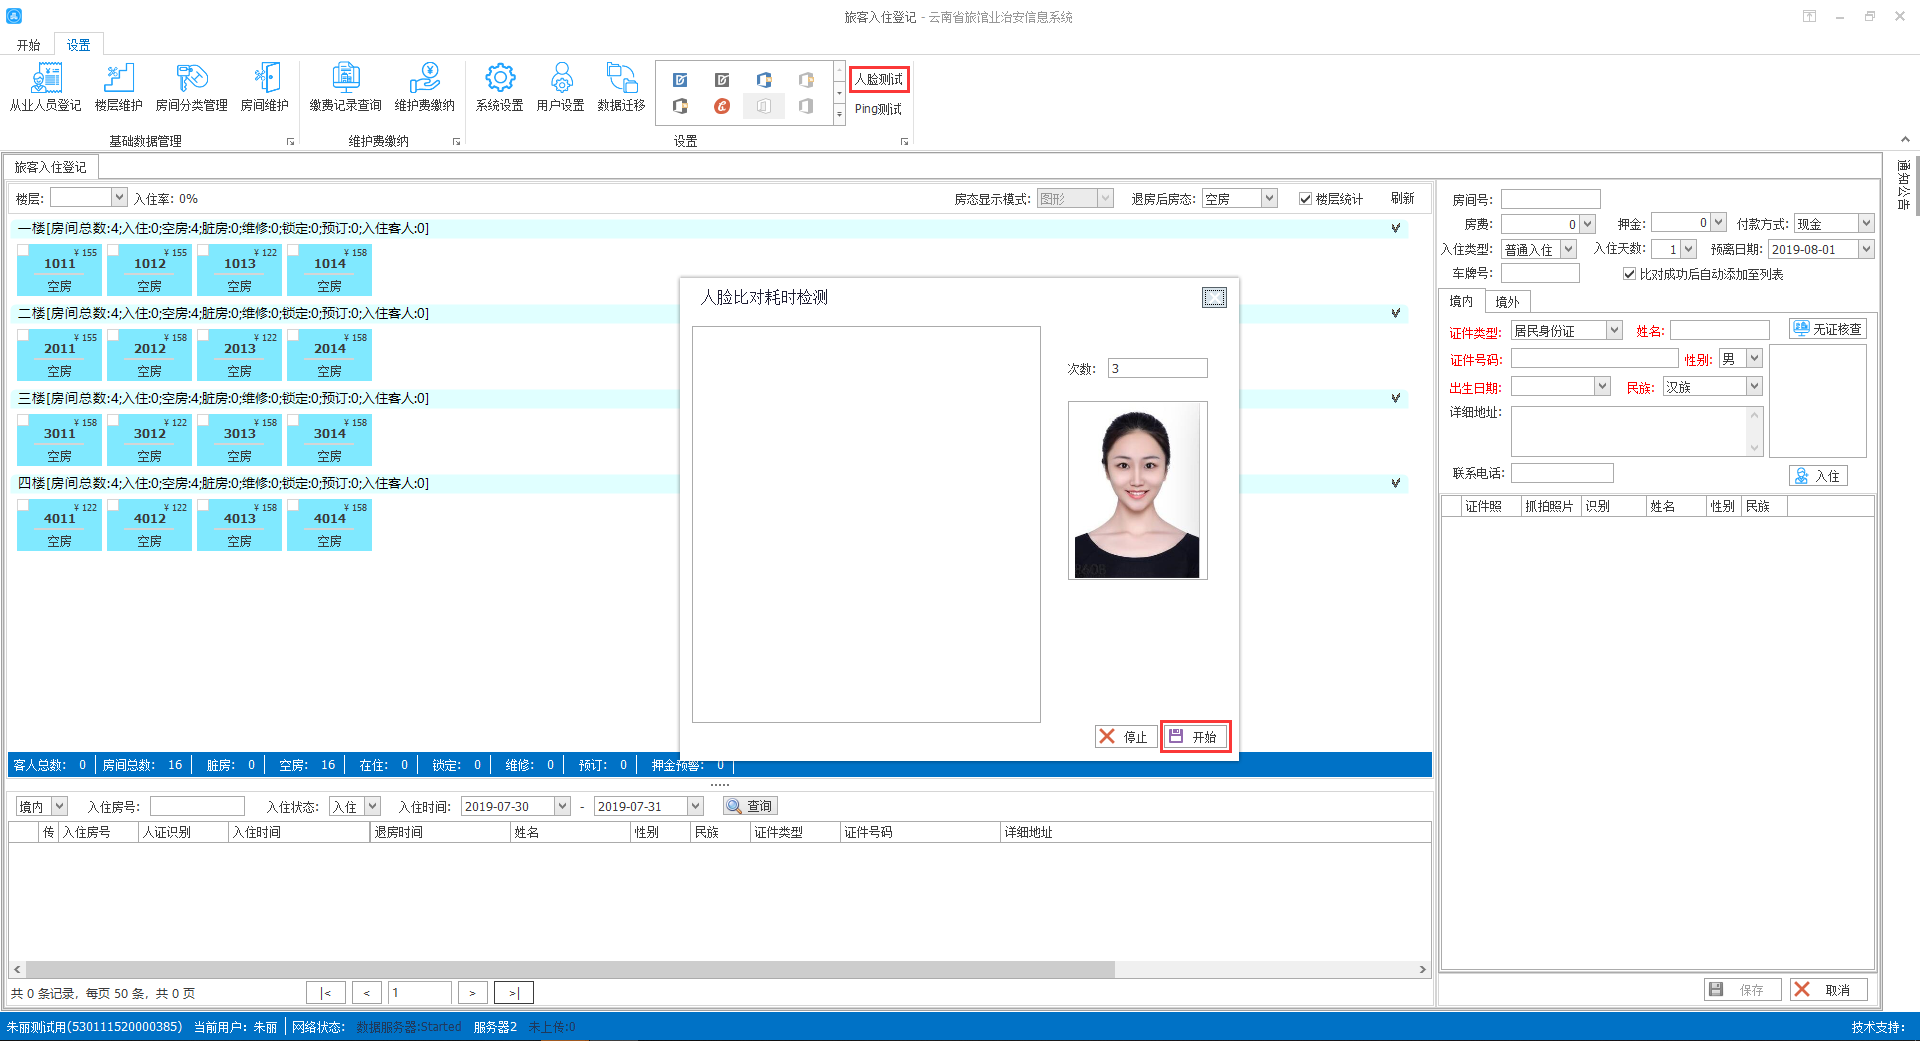 旅客入住登记 - 云南省旅馆业治安信息系统
开始 设置
从业人员登记 楼层维护 房间分类管理 房间维护 缴费记录查询 维护费缴纳 系统设置 用户设置 数据迁移 人脸测试
Ping测试
基础数据管理 维护费缴纳 设置
旅客入住登记
通知公告
楼层: 入住率: 0% 房态显示模式: 图形 退房后房态: 空房 楼层统计 刷新
一楼[房间总数:4;入住:0;空房:4;脏房:0;维修:0;锁定:0;预订:0;入住客人:0]
¥ 155 ¥ 155 ¥ 122 ¥ 158
1011 1012 1013 1014
空房 空房 空房 空房
二楼[房间总数:4;入住:0;空房:4;脏房:0;维修:0;锁定:0;预订:0;入住客人:0]
¥ 155 ¥ 158 ¥ 122 ¥ 158
2011 2012 2013 2014
空房 空房 空房 空房
三楼[房间总数:4;入住:0;空房:4;脏房:0;维修:0;锁定:0;预订:0;入住客人:0]
¥ 158 ¥ 122 ¥ 158 ¥ 158
3011 3012 3013 3014
空房 空房 空房 空房
四楼[房间总数:4;入住:0;空房:4;脏房:0;维修:0;锁定:0;预订:0;入住客人:0]
¥ 122 ¥ 122 ¥ 158 ¥ 158
4011 4012 4013 4014
空房 空房 空房 空房
人脸比对耗时检测
次数: 3
停止 开始
房间号:
房费: 0 押金: 0 付款方式: 现金
入住类型: 普通入住 入住天数: 1 预离日期: 2019-08-01
车牌号: 比对成功后自动添加至列表
境内 境外
证件类型: 居民身份证 姓名: 无证核查
证件号码: 性别: 男
出生日期: 民族: 汉族
详细地址:
联系电话: 入住
证件照 抓拍照片 识别 姓名 性别 民族
客人总数: 0 房间总数: 16 脏房: 0 空房: 16 在住: 0 锁定: 0 维修: 0 预订: 0 押金预警: 0
境内 入住房号: 入住状态: 入住 入住时间: 2019-07-30 - 2019-07-31 查询
传 入住房号 人证识别 入住时间 退房时间 姓名 性别 民族 证件类型 证件号码 详细地址
共 0 条记录, 每页 50 条, 共 0 页 |< < 1 > >|
保存 取消
朱丽测试用(530111520000385) 当前用户: 朱丽 网络状态: 数据服务器:Started 服务器2 未上传:0 技术支持: